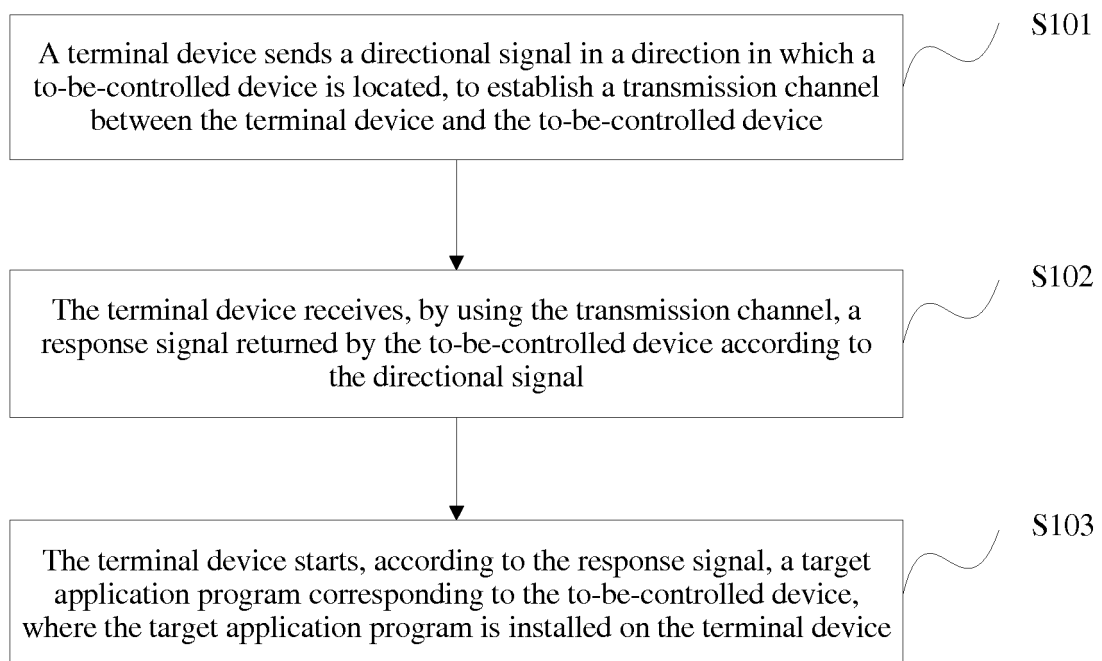 S101
A terminal device sends a directional signal in a direction in which a
to-be-controlled device is located, to establish a transmission channel
between the terminal device and the to-be-controlled device
S102
The terminal device receives, by using the transmission channel, a
response signal returned by the to-be-controlled device according to
the directional signal
S103
The terminal device starts, according to the response signal, a target
application program corresponding to the to-be-controlled device,
where the target application program is installed on the terminal device